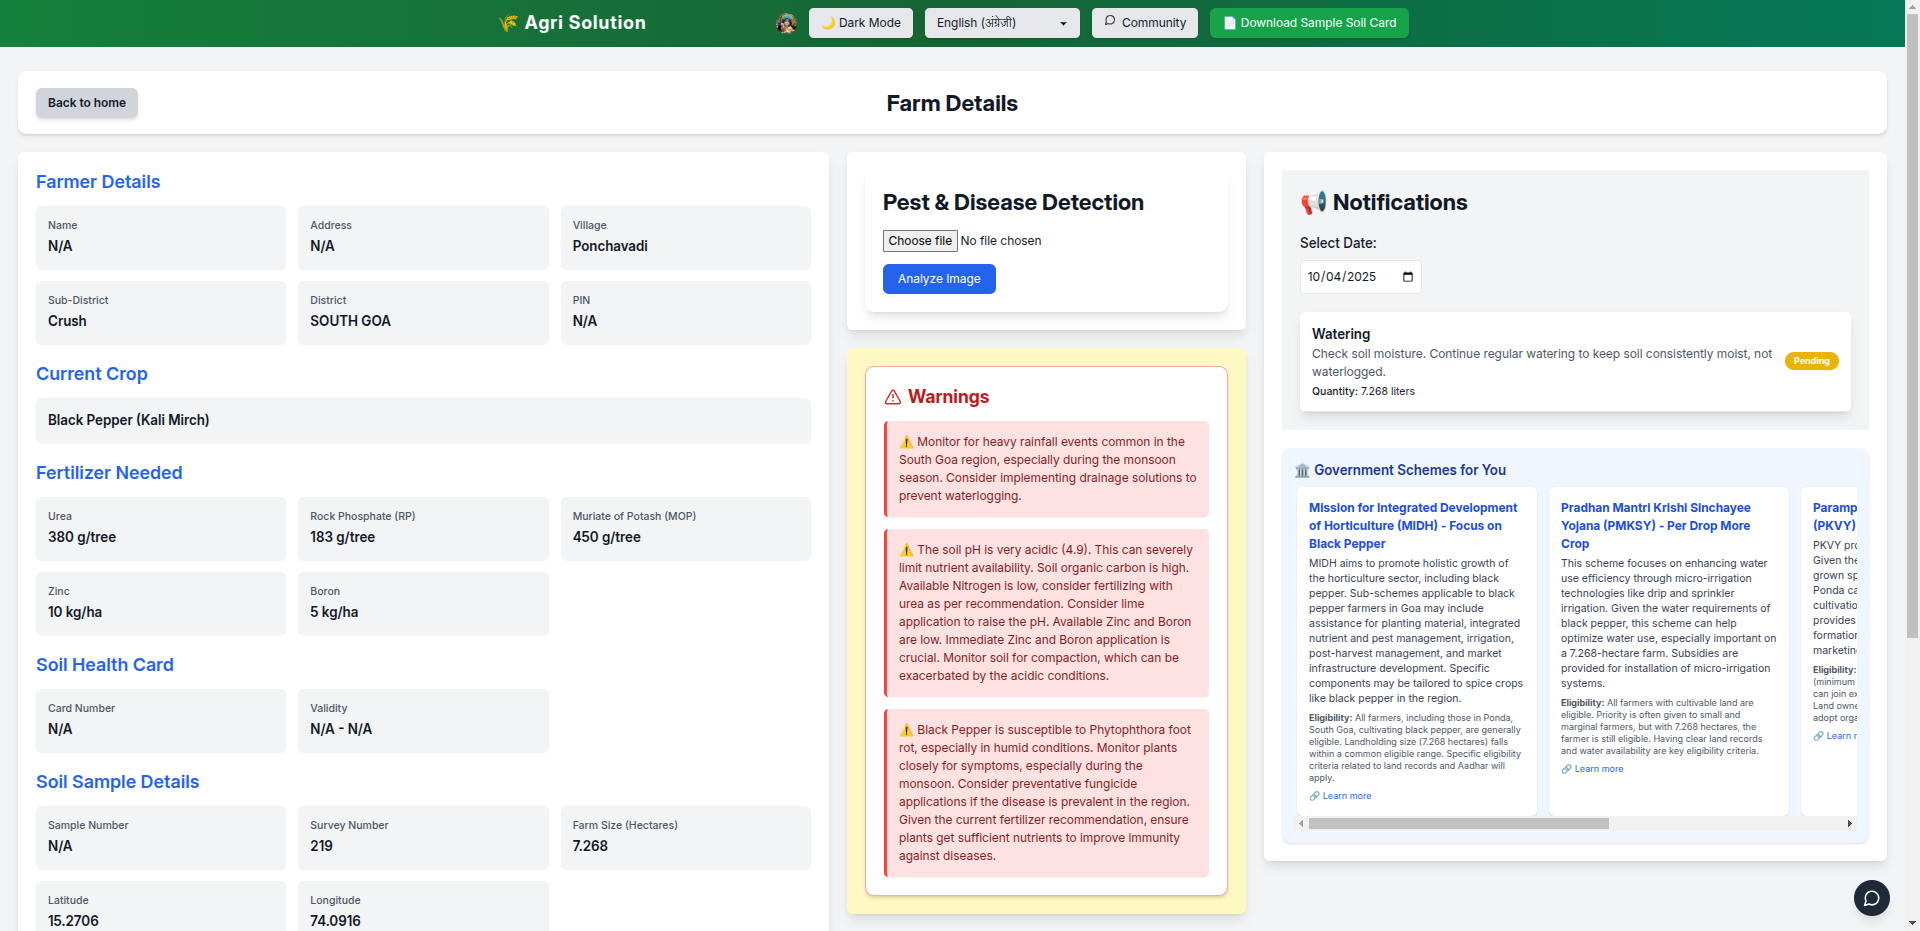 🌾 Agri Solution
🌙 Dark Mode
English (अंग्रेज़ी)
Community
📄 Download Sample Soil Card
Back to home
Farm Details
Farmer Details
Name
N/A
Address
N/A
Village
Ponchavadi
Sub-District
Crush
District
SOUTH GOA
PIN
N/A
Current Crop
Black Pepper (Kali Mirch)
Fertilizer Needed
Urea
380 g/tree
Rock Phosphate (RP)
183 g/tree
Muriate of Potash (MOP)
450 g/tree
Zinc
10 kg/ha
Boron
5 kg/ha
Soil Health Card
Card Number
N/A
Validity
N/A - N/A
Soil Sample Details
Sample Number
N/A
Survey Number
219
Farm Size (Hectares)
7.268
Latitude
15.2706
Longitude
74.0916
Pest & Disease Detection
Choose file No file chosen
Analyze Image
Warnings
⚠️ Monitor for heavy rainfall events common in the
South Goa region, especially during the monsoon
season. Consider implementing drainage solutions to
prevent waterlogging.
⚠️ The soil pH is very acidic (4.9). This can severely
limit nutrient availability. Soil organic carbon is high.
Available Nitrogen is low, consider fertilizing with
urea as per recommendation. Consider lime
application to raise the pH. Available Zinc and Boron
are low. Immediate Zinc and Boron application is
crucial. Monitor soil for compaction, which can be
exacerbated by the acidic conditions.
⚠️ Black Pepper is susceptible to Phytophthora foot
rot, especially in humid conditions. Monitor plants
closely for symptoms, especially during the
monsoon. Consider preventative fungicide
applications if the disease is prevalent in the region.
Given the current fertilizer recommendation, ensure
plants get sufficient nutrients to improve immunity
against diseases.
📢 Notifications
Select Date:
10/04/2025
Watering
Check soil moisture. Continue regular watering to keep soil consistently moist, not
waterlogged.
Quantity: 7.268 liters
Pending
🏛️ Government Schemes for You
Mission for Integrated Development
of Horticulture (MIDH) - Focus on
Black Pepper
MIDH aims to promote holistic growth of
the horticulture sector, including black
pepper. Sub-schemes applicable to black
pepper farmers in Goa may include
assistance for planting material, integrated
nutrient and pest management, irrigation,
post-harvest management, and market
infrastructure development. Specific
components may be tailored to spice crops
like black pepper in the region.
Eligibility: All farmers, including those in Ponda,
South Goa, cultivating black pepper, are generally
eligible. Landholding size (7.268 hectares) falls
within a common eligible range. Specific eligibility
criteria related to land records and Aadhar will
apply.
🔗 Learn more
Pradhan Mantri Krishi Sinchayee
Yojana (PMKSY) - Per Drop More
Crop
This scheme focuses on enhancing water
use efficiency through micro-irrigation
technologies like drip and sprinkler
irrigation. Given the water requirements of
black pepper, this scheme can help
optimize water use, especially important on
a 7.268-hectare farm. Subsidies are
provided for installation of micro-irrigation
systems.
Eligibility: All farmers with cultivable land are
eligible. Priority is often given to small and
marginal farmers, but with 7.268 hectares, the
farmer is still eligible. Having clear land records
and water availability are key eligibility criteria.
🔗 Learn more
Paramp
(PKVY)
PKVY pro
Given the
grown sp
Ponda ca
cultivatio
provides
formation
marketin
Eligibility:
(minimum
can join ex
Land owne
adopt orga
🔗 Learn